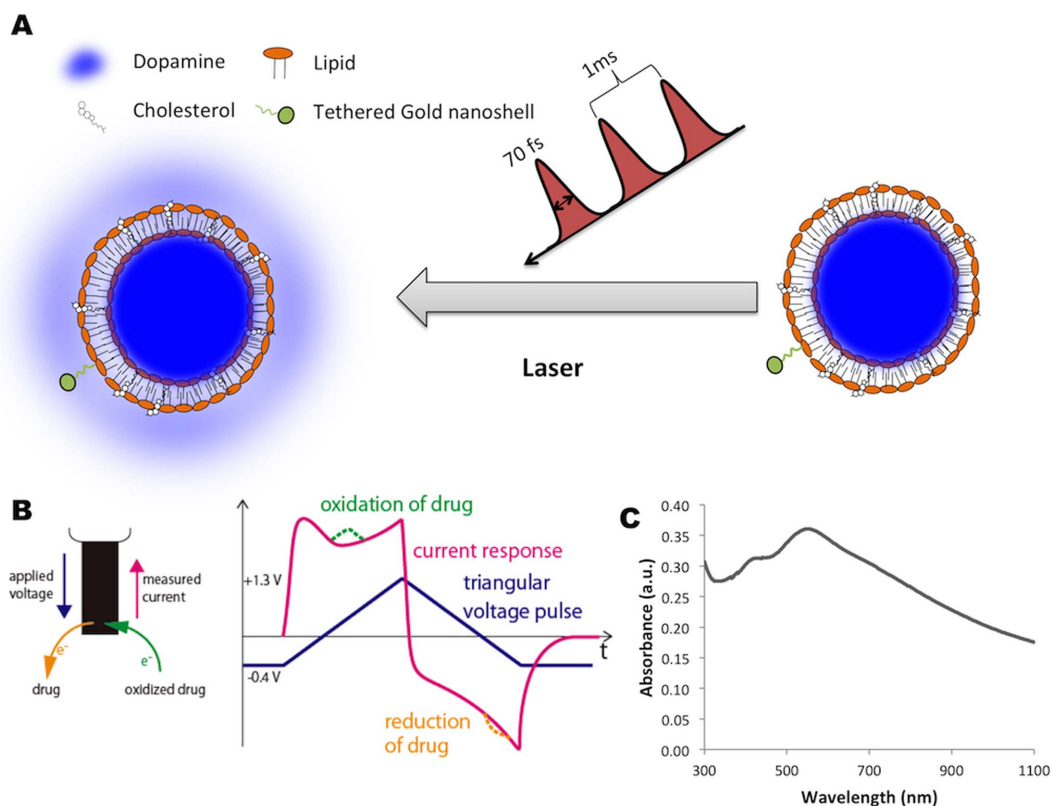 A
Dopamine
Lipid
Cholesterol
Tethered Gold nanoshell
1ms
70 fs
Laser
B
applied
voltage
measured
current
e⁻
e⁻
drug
oxidized drug
oxidation of drug
current response
+1.3 V
triangular
voltage pulse
t
-0.4 V
reduction
of drug
C
0.40
0.35
0.30
0.25
0.20
0.15
0.10
0.05
0.00
Absorbance (a.u.)
300
500
700
900
1100
Wavelength (nm)